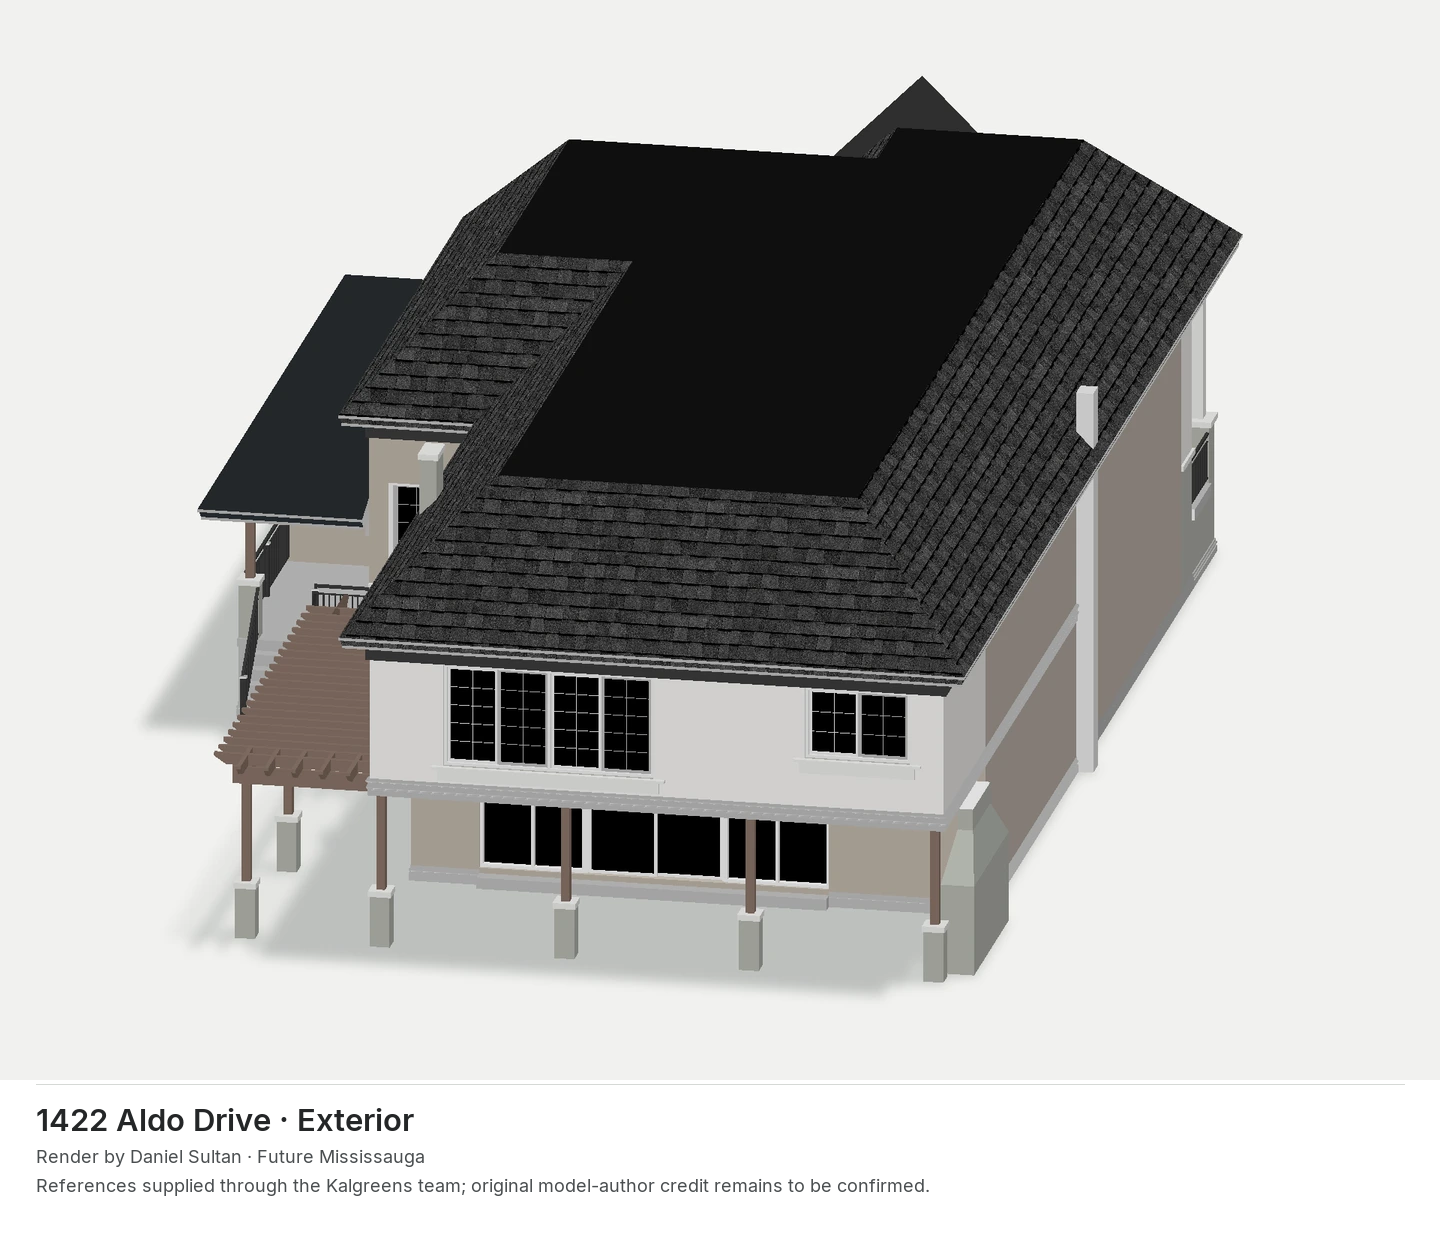 1422 Aldo Drive · Exterior
Render by Daniel Sultan · Future Mississauga
References supplied through the Kalgreens team; original model-author credit remains to be confirmed.